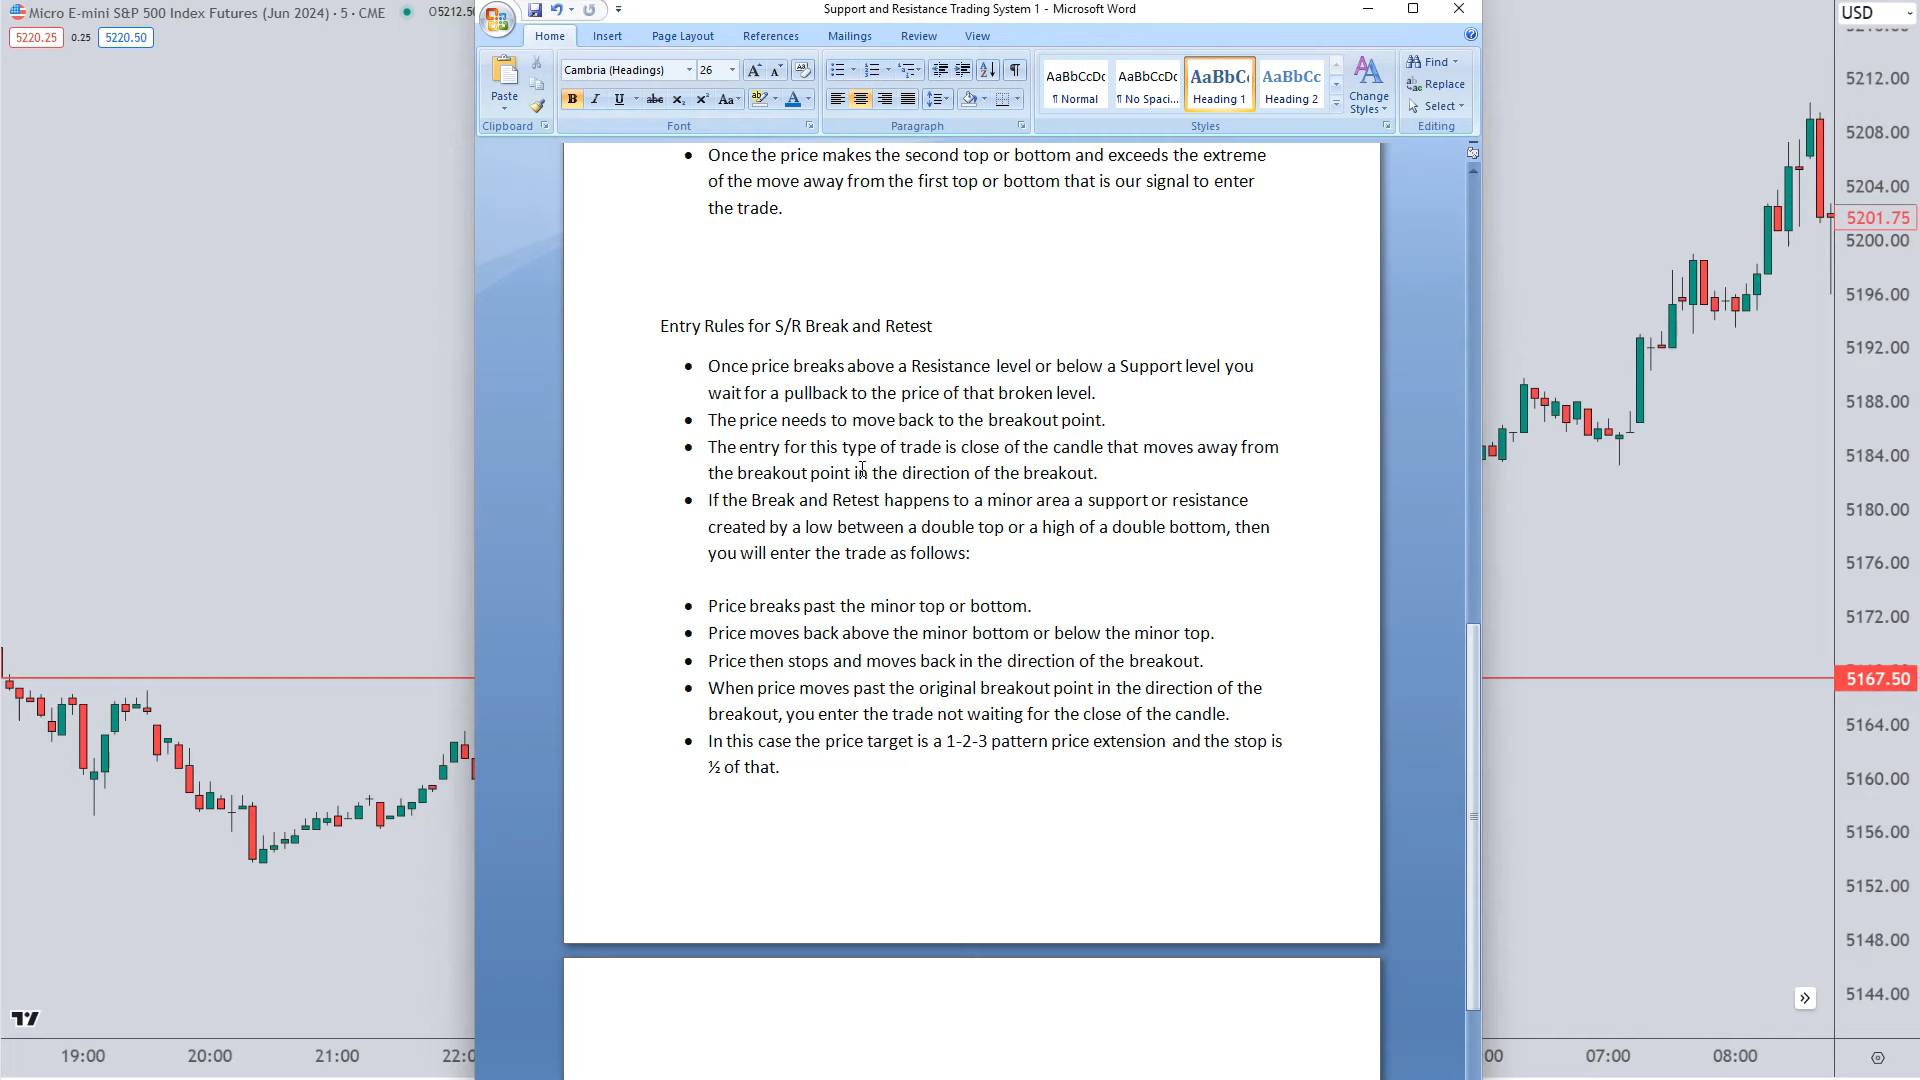 Micro E-mini S&P 500 Index Futures (Jun 2024) · 5 · CME
O5212.50
5220.25 0.25 5220.50
Support and Resistance Trading System 1 - Microsoft Word
Home Insert Page Layout References Mailings Review View
Cambria (Headings) 26
Paste
Clipboard
Font
Paragraph
AaBbCcDc AaBbCcDc AaBbCc AaBbCc
¶ Normal ¶ No Spaci... Heading 1 Heading 2
Change
Styles
Styles
Find
Replace
Select
Editing
• Once the price makes the second top or bottom and exceeds the extreme
of the move away from the first top or bottom that is our signal to enter
the trade.
Entry Rules for S/R Break and Retest
• Once price breaks above a Resistance level or below a Support level you
wait for a pullback to the price of that broken level.
• The price needs to move back to the breakout point.
• The entry for this type of trade is close of the candle that moves away from
the breakout point in the direction of the breakout.
• If the Break and Retest happens to a minor area a support or resistance
created by a low between a double top or a high of a double bottom, then
you will enter the trade as follows:
• Price breaks past the minor top or bottom.
• Price moves back above the minor bottom or below the minor top.
• Price then stops and moves back in the direction of the breakout.
• When price moves past the original breakout point in the direction of the
breakout, you enter the trade not waiting for the close of the candle.
• In this case the price target is a 1-2-3 pattern price extension and the stop is
½ of that.
USD
5212.00
5208.00
5204.00
5201.75
5200.00
5196.00
5192.00
5188.00
5184.00
5180.00
5176.00
5172.00
5167.50
5164.00
5160.00
5156.00
5152.00
5148.00
5144.00
19:00 20:00 21:00 22:0
00 07:00 08:00